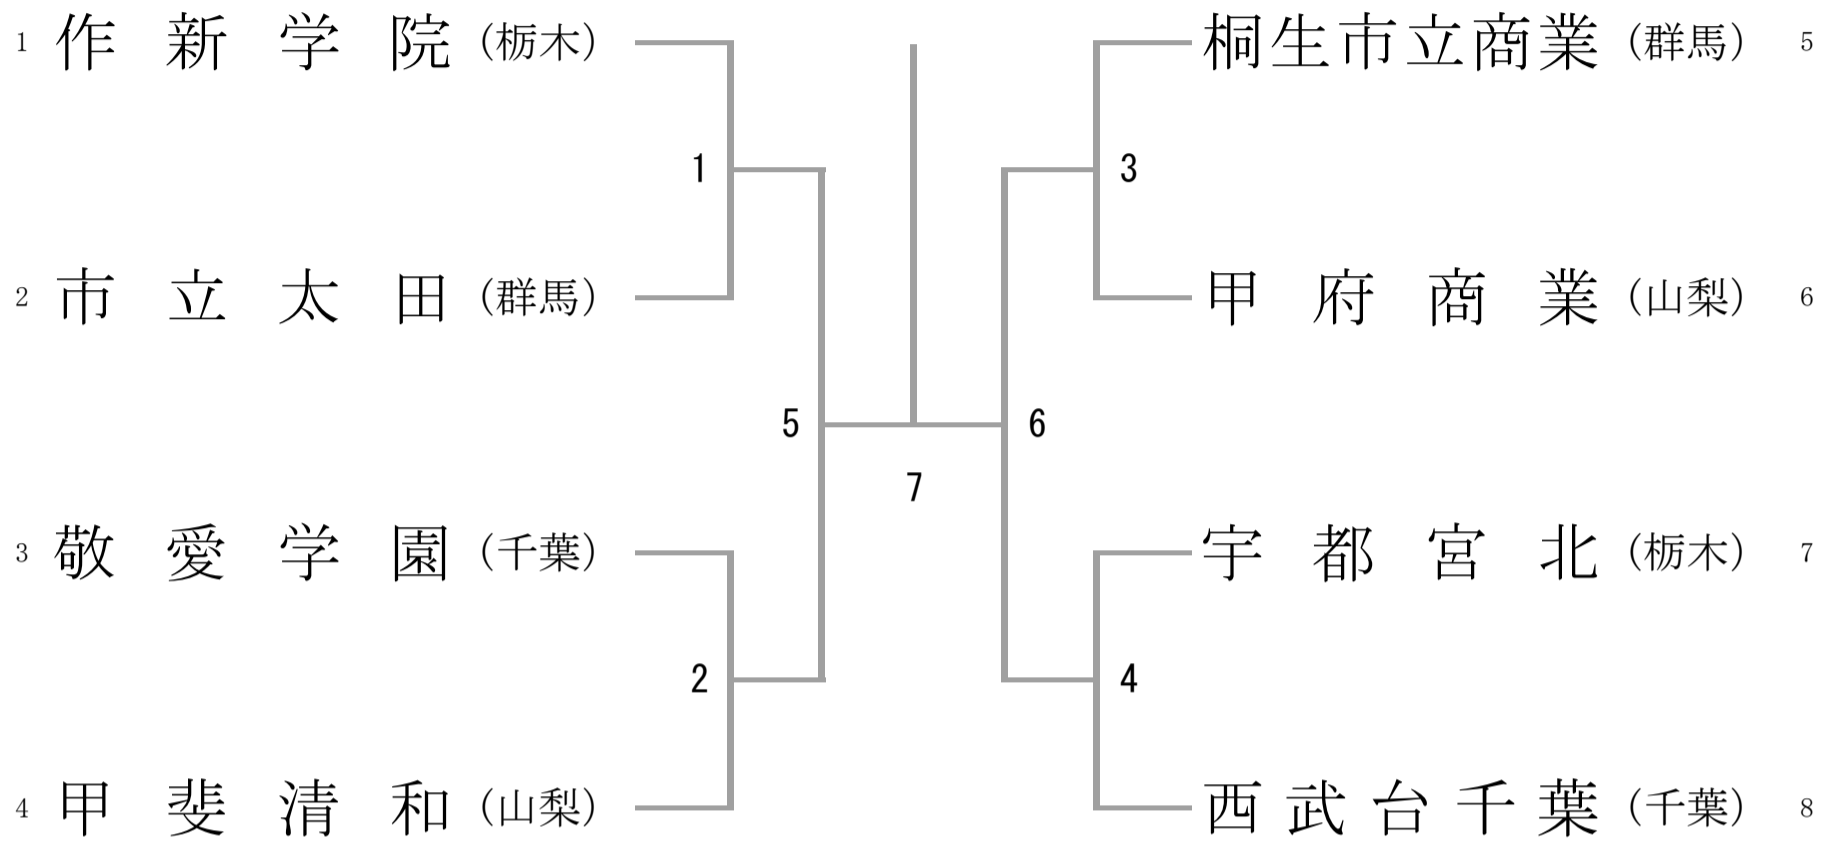 1 作新学院 (栃木)
桐生市立商業 (群馬) 5
1
3
2 市立太田 (群馬)
甲府商業 (山梨) 6
5
6
7
3 敬愛学園 (千葉)
宇都宮北 (栃木) 7
2
4
4 甲斐清和 (山梨)
西武台千葉 (千葉) 8